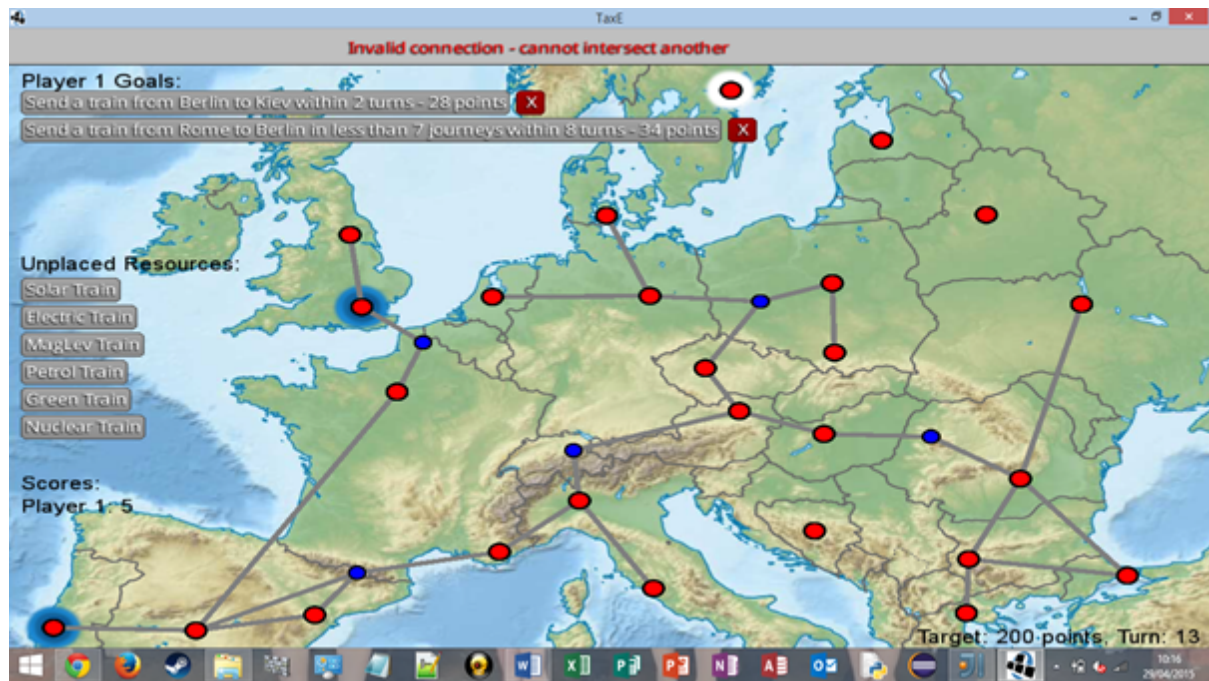 TaxE
Invalid connection - cannot intersect another
Player 1 Goals:
Send a train from Berlin to Kiev within 2 turns - 28 points X
Send a train from Rome to Berlin in less than 7 journeys within 8 turns - 34 points X
Unplaced Resources:
Solar Train
Electric Train
MagLev Train
Petrol Train
Green Train
Nuclear Train
Scores:
Player 1: 5
Target: 200 points, Turn: 13
10:16
29/04/2015